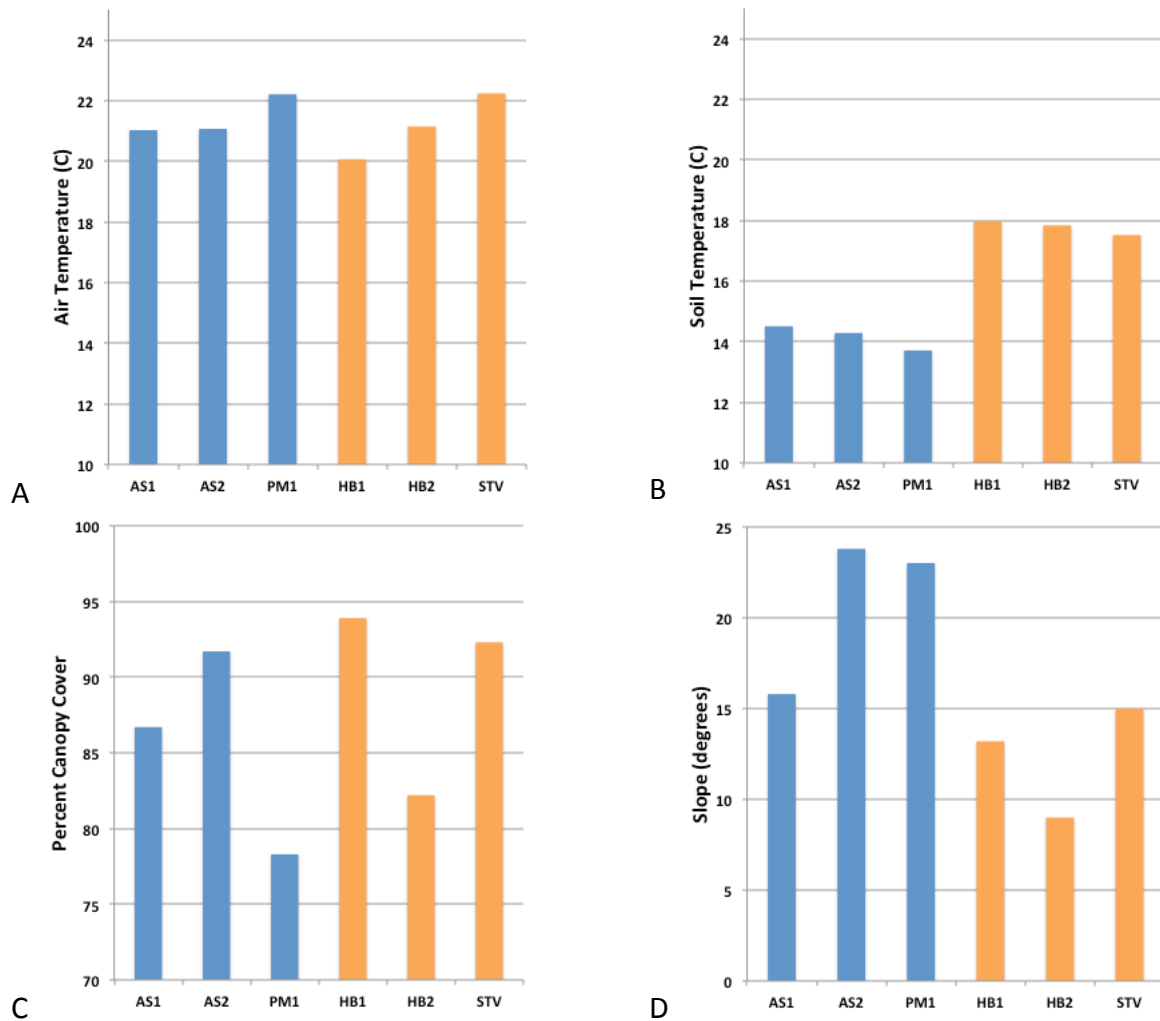 Air Temperature (C)
24
22
20
18
16
14
12
10
AS1 AS2 PM1 HB1 HB2 STV
A
Soil Temperature (C)
24
22
20
18
16
14
12
10
AS1 AS2 PM1 HB1 HB2 STV
B
Percent Canopy Cover
100
95
90
85
80
75
70
AS1 AS2 PM1 HB1 HB2 STV
C
Slope (degrees)
25
20
15
10
5
0
AS1 AS2 PM1 HB1 HB2 STV
D